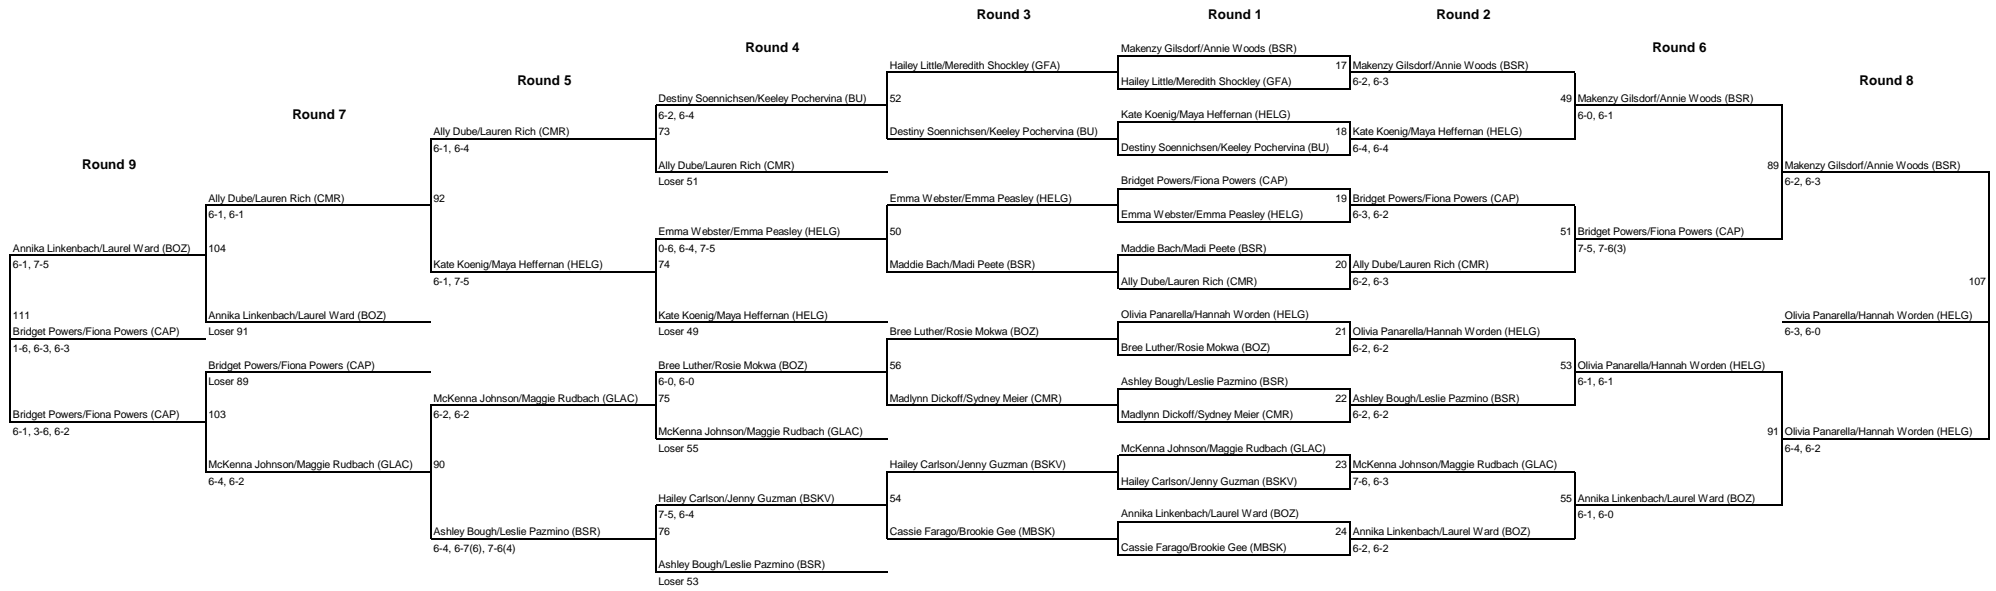 Round 3
Round 1
Round 2
Round 4
Round 6
Round 5
Round 8
Round 7
Round 9
Annika Linkenbach/Laurel Ward (BOZ)
6-1, 7-5
111
Bridget Powers/Fiona Powers (CAP)
1-6, 6-3, 6-3
Bridget Powers/Fiona Powers (CAP)
6-1, 3-6, 6-2
Ally Dube/Lauren Rich (CMR)
6-1, 6-1
104
Annika Linkenbach/Laurel Ward (BOZ)
Loser 91
Bridget Powers/Fiona Powers (CAP)
Loser 89
103
McKenna Johnson/Maggie Rudbach (GLAC)
6-4, 6-2
Ally Dube/Lauren Rich (CMR)
6-1, 6-4
92
Kate Koenig/Maya Heffernan (HELG)
6-1, 7-5
McKenna Johnson/Maggie Rudbach (GLAC)
6-2, 6-2
90
Ashley Bough/Leslie Pazmino (BSR)
6-4, 6-7(6), 7-6(4)
Destiny Soennichsen/Keeley Pochervina (BU)
6-2, 6-4
73
Ally Dube/Lauren Rich (CMR)
Loser 51
Emma Webster/Emma Peasley (HELG)
0-6, 6-4, 7-5
74
Kate Koenig/Maya Heffernan (HELG)
Loser 49
Bree Luther/Rosie Mokwa (BOZ)
6-0, 6-0
75
McKenna Johnson/Maggie Rudbach (GLAC)
Loser 55
Hailey Carlson/Jenny Guzman (BSKV)
7-5, 6-4
76
Ashley Bough/Leslie Pazmino (BSR)
Loser 53
Hailey Little/Meredith Shockley (GFA)
52
Destiny Soennichsen/Keeley Pochervina (BU)
Emma Webster/Emma Peasley (HELG)
50
Maddie Bach/Madi Peete (BSR)
Bree Luther/Rosie Mokwa (BOZ)
56
Madlynn Dickoff/Sydney Meier (CMR)
Hailey Carlson/Jenny Guzman (BSKV)
54
Cassie Farago/Brookie Gee (MBSK)
Makenzy Gilsdorf/Annie Woods (BSR)
17
Hailey Little/Meredith Shockley (GFA)
Kate Koenig/Maya Heffernan (HELG)
18
Destiny Soennichsen/Keeley Pochervina (BU)
Bridget Powers/Fiona Powers (CAP)
19
Emma Webster/Emma Peasley (HELG)
Maddie Bach/Madi Peete (BSR)
20
Ally Dube/Lauren Rich (CMR)
Olivia Panarella/Hannah Worden (HELG)
21
Bree Luther/Rosie Mokwa (BOZ)
Ashley Bough/Leslie Pazmino (BSR)
22
Madlynn Dickoff/Sydney Meier (CMR)
McKenna Johnson/Maggie Rudbach (GLAC)
23
Hailey Carlson/Jenny Guzman (BSKV)
Annika Linkenbach/Laurel Ward (BOZ)
24
Cassie Farago/Brookie Gee (MBSK)
Makenzy Gilsdorf/Annie Woods (BSR)
6-2, 6-3
49
Kate Koenig/Maya Heffernan (HELG)
6-4, 6-4
Bridget Powers/Fiona Powers (CAP)
6-3, 6-2
51
Ally Dube/Lauren Rich (CMR)
6-2, 6-3
Olivia Panarella/Hannah Worden (HELG)
6-2, 6-2
53
Ashley Bough/Leslie Pazmino (BSR)
6-2, 6-2
McKenna Johnson/Maggie Rudbach (GLAC)
7-6, 6-3
55
Annika Linkenbach/Laurel Ward (BOZ)
6-2, 6-2
Makenzy Gilsdorf/Annie Woods (BSR)
6-0, 6-1
89
Bridget Powers/Fiona Powers (CAP)
7-5, 7-6(3)
Olivia Panarella/Hannah Worden (HELG)
6-1, 6-1
91
Annika Linkenbach/Laurel Ward (BOZ)
6-1, 6-0
Makenzy Gilsdorf/Annie Woods (BSR)
6-2, 6-3
107
Olivia Panarella/Hannah Worden (HELG)
6-3, 6-0
Olivia Panarella/Hannah Worden (HELG)
6-4, 6-2